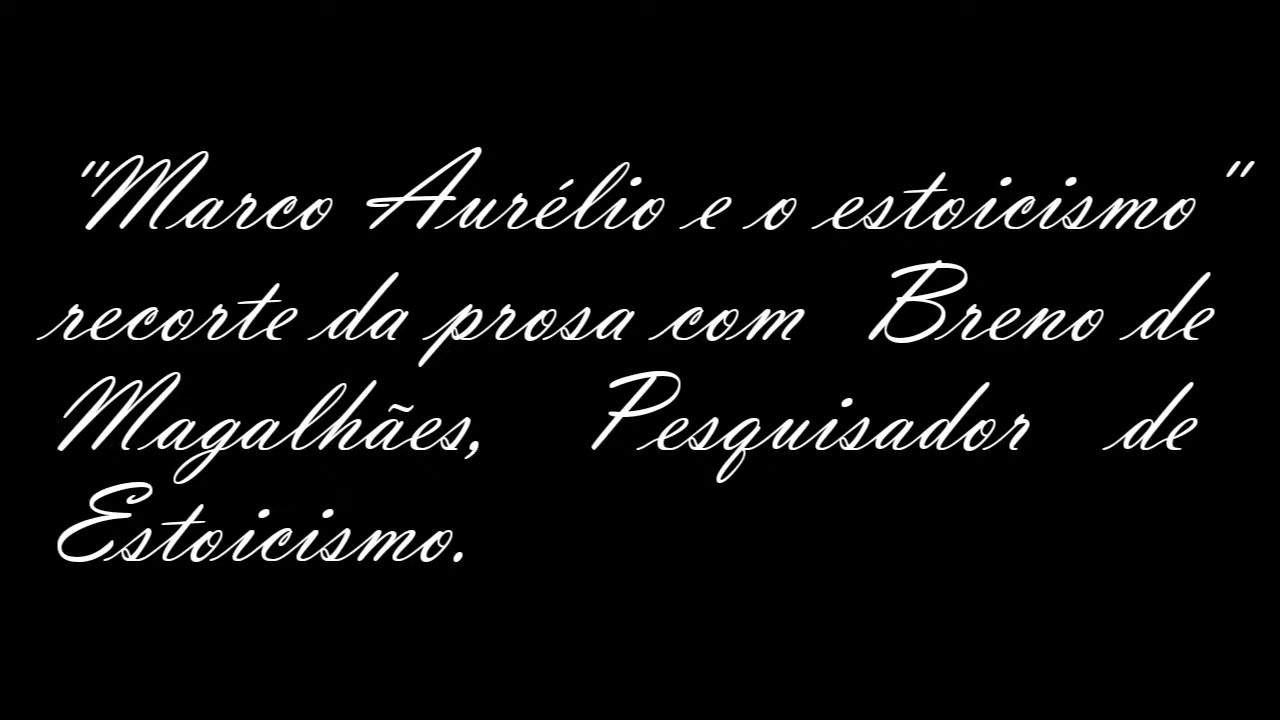 "Marco Aurélio e o estoicismo"
recorte da prosa com Breno de
Magalhães, Pesquisador de
Estoicismo.